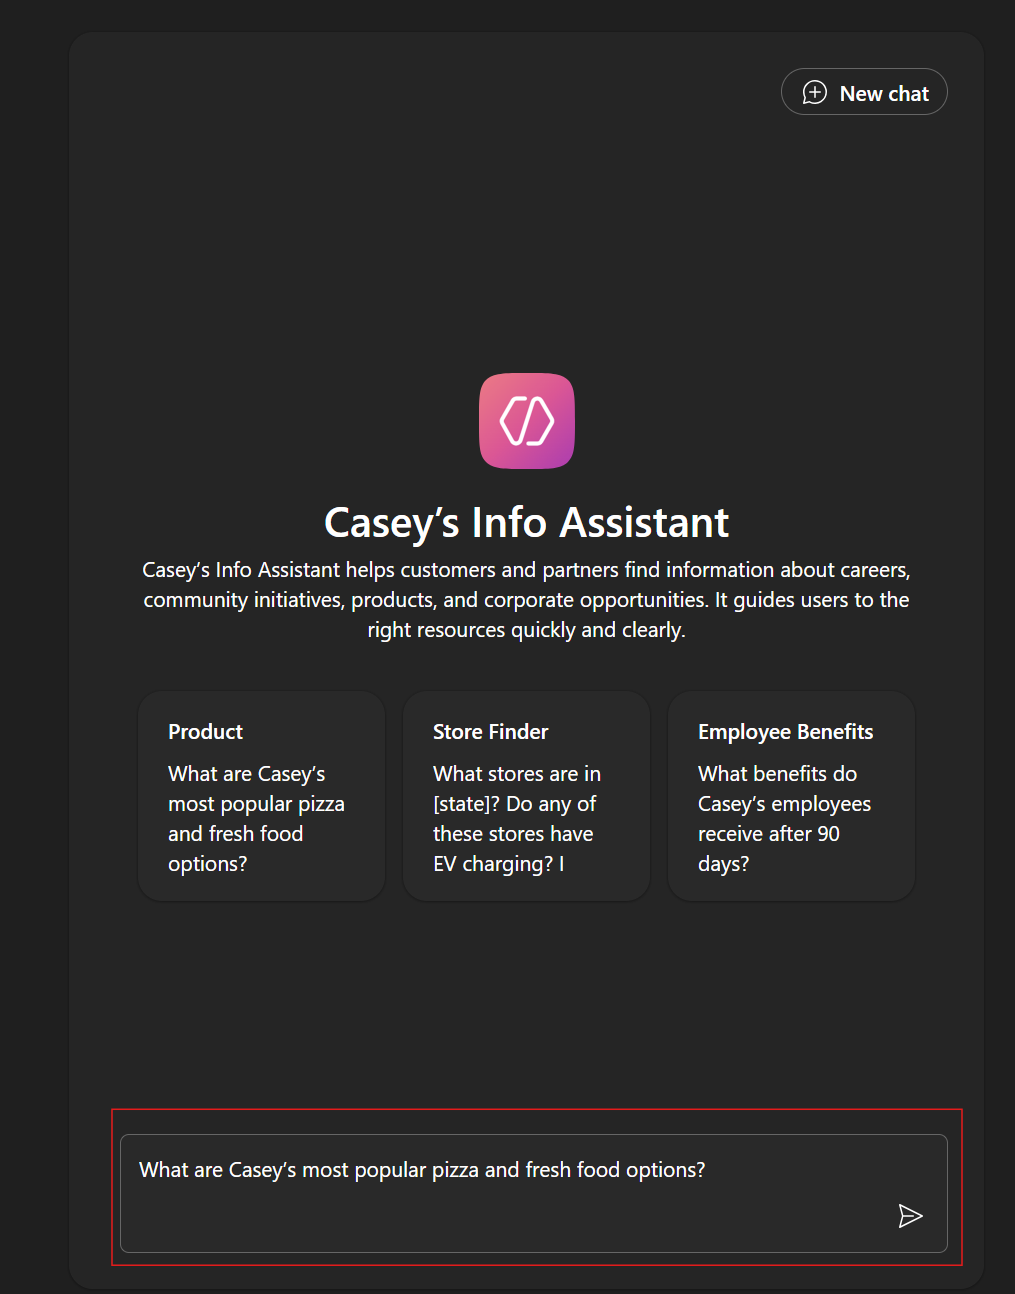 New chat
Casey’s Info Assistant
Casey’s Info Assistant helps customers and partners find information about careers,
community initiatives, products, and corporate opportunities. It guides users to the
right resources quickly and clearly.
Product
What are Casey’s
most popular pizza
and fresh food
options?
Store Finder
What stores are in
[state]? Do any of
these stores have
EV charging? I
Employee Benefits
What benefits do
Casey’s employees
receive after 90
days?
What are Casey’s most popular pizza and fresh food options?